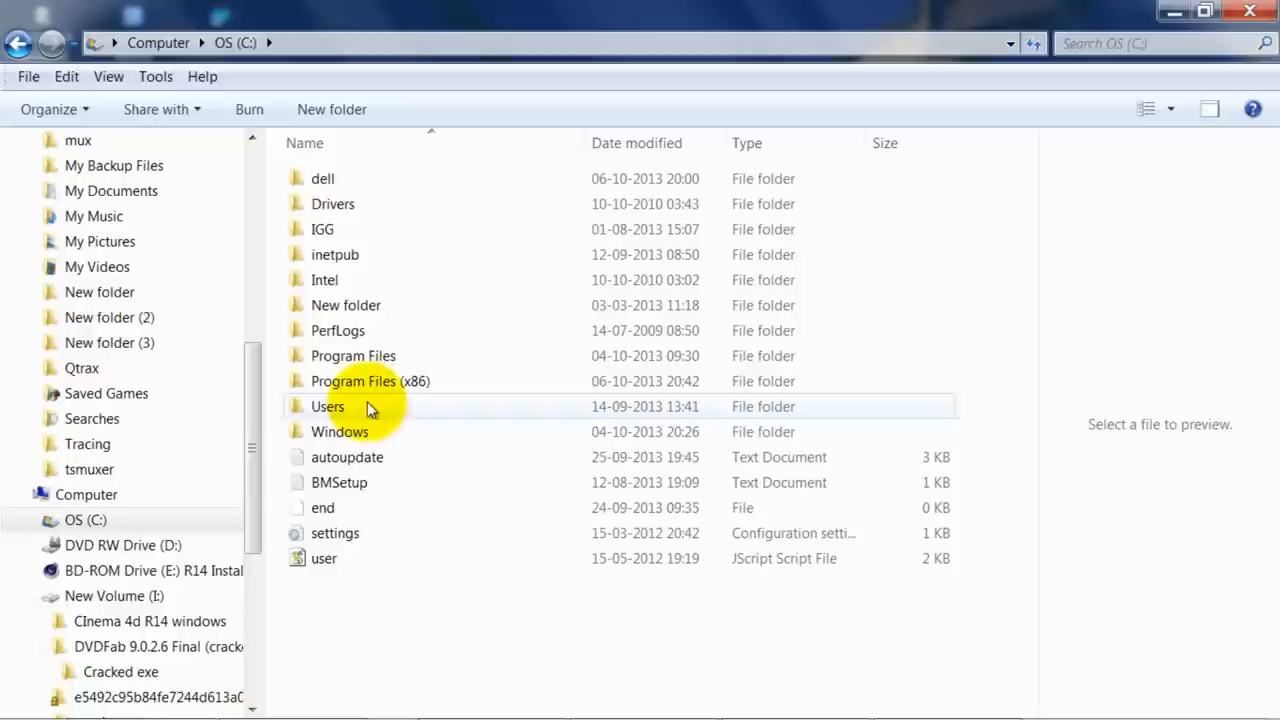 Computer OS (C:) Search OS (C:)
File Edit View Tools Help
Organize Share with Burn New folder
mux
My Backup Files
My Documents
My Music
My Pictures
My Videos
New folder
New folder (2)
New folder (3)
Qtrax
Saved Games
Searches
Tracing
tsmuxer
Computer
OS (C:)
DVD RW Drive (D:)
BD-ROM Drive (E:) R14 Instal
New Volume (I:)
CInema 4d R14 windows
DVDFab 9.0.2.6 Final (cracke
Cracked exe
e5492c95b84fe7244d613a0
Name Date modified Type Size
dell 06-10-2013 20:00 File folder
Drivers 10-10-2010 03:43 File folder
IGG 01-08-2013 15:07 File folder
inetpub 12-09-2013 08:50 File folder
Intel 10-10-2010 03:02 File folder
New folder 03-03-2013 11:18 File folder
PerfLogs 14-07-2009 08:50 File folder
Program Files 04-10-2013 09:30 File folder
Program Files (x86) 06-10-2013 20:42 File folder
Users 14-09-2013 13:41 File folder
Windows 04-10-2013 20:26 File folder
autoupdate 25-09-2013 19:45 Text Document 3 KB
BMSetup 12-08-2013 19:09 Text Document 1 KB
end 24-09-2013 09:35 File 0 KB
settings 15-03-2012 20:42 Configuration setti... 1 KB
user 15-05-2012 19:19 JScript Script File 2 KB
Select a file to preview.